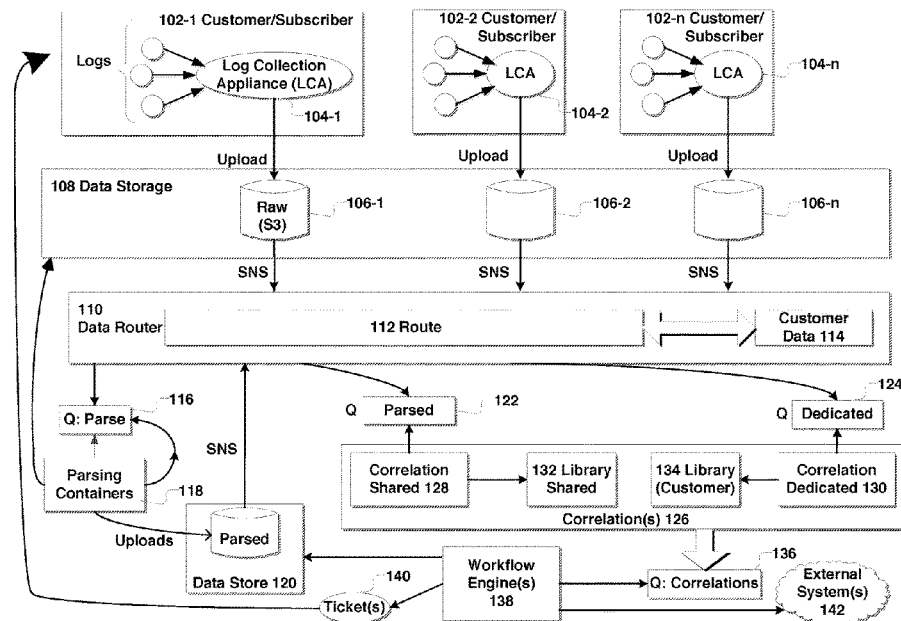 102-1 Customer/Subscriber
102-2 Customer/
Subscriber
102-n Customer/
Subscriber
Logs
Log Collection
Appliance (LCA)
LCA
LCA
104-n
104-1
104-2
Upload
Upload
Upload
108 Data Storage
Raw
(S3)
106-1
106-2
106-n
SNS
SNS
SNS
110
Data Router
112 Route
Customer
Data 114
116
Q: Parse
Q
Parsed
122
124
Q
Dedicated
SNS
Parsing
Containers
118
Correlation
Shared 128
132 Library
Shared
134 Library
(Customer)
Correlation
Dedicated 130
Correlation(s) 126
Uploads
Parsed
Data Store 120
140
Ticket(s)
Workflow
Engine(s)
138
136
Q: Correlations
External
System(s)
142